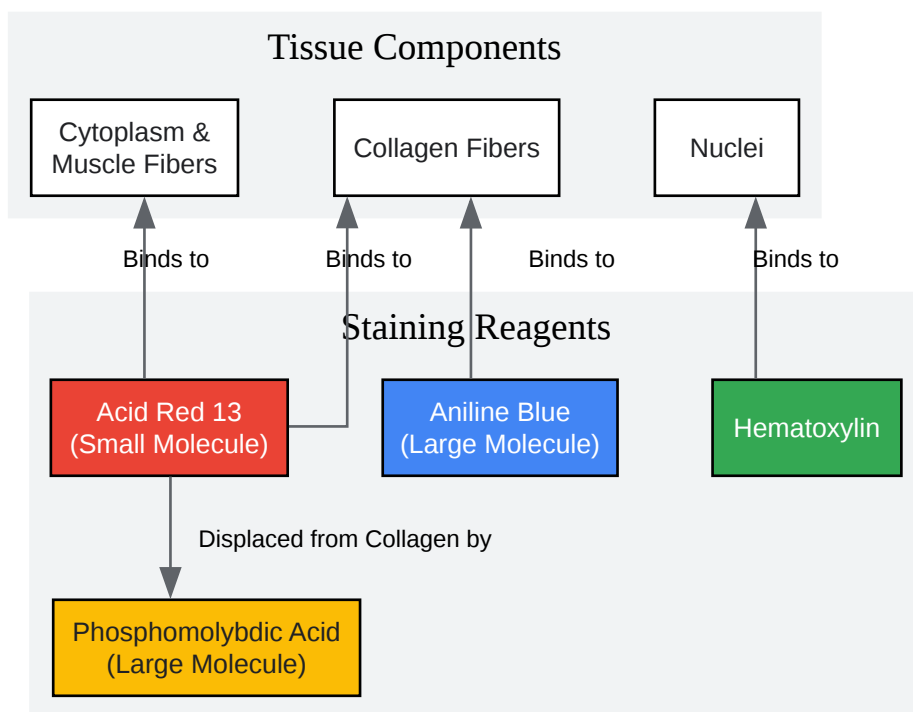 Tissue Components
Cytoplasm &
Muscle Fibers
Collagen Fibers
Nuclei
Binds to
Binds to
Binds to
Binds to
Staining Reagents
Acid Red 13
(Small Molecule)
Aniline Blue
(Large Molecule)
Hematoxylin
Displaced from Collagen by
Phosphomolybdic Acid
(Large Molecule)